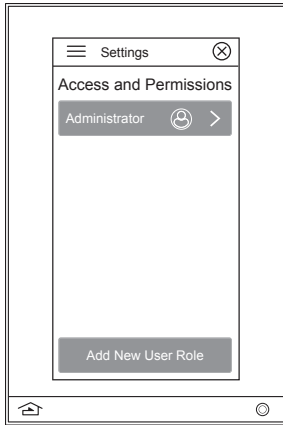 Settings
Access and Permissions
Administrator
Add New User Role